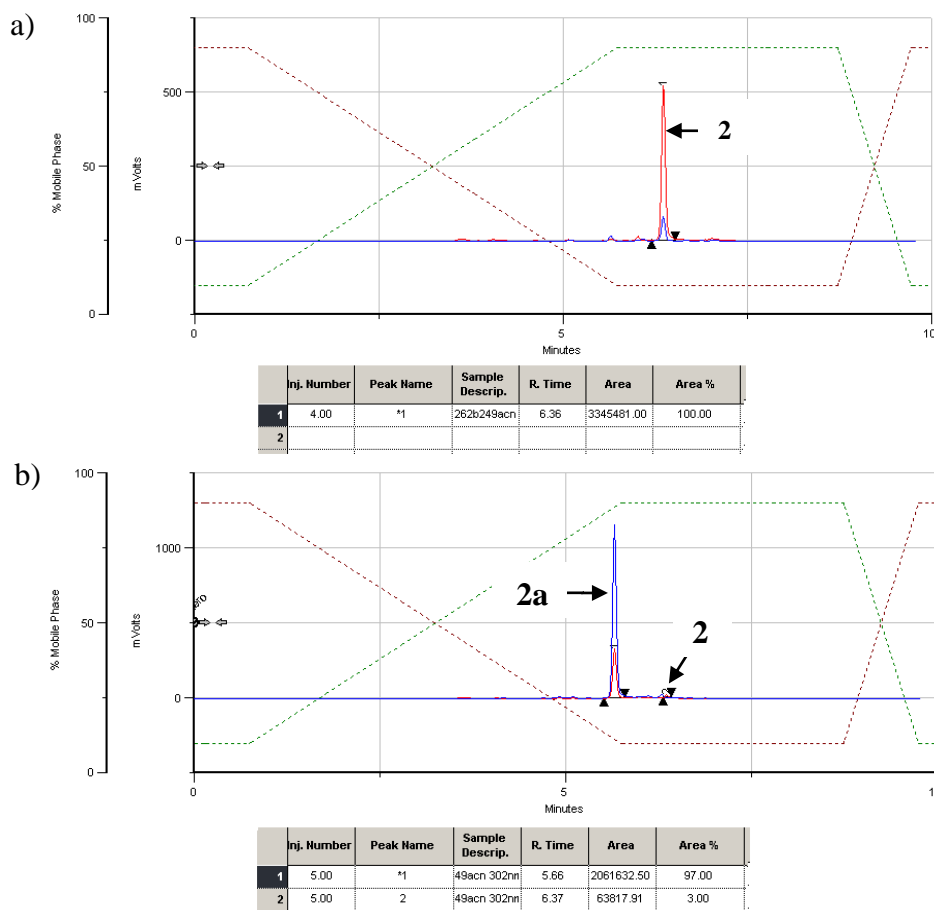 a)
100
50
0
% Mobile Phase
500
0
mVolts
1
2
0
5
10
Minutes
Inj. Number Peak Name Sample Descrip. R. Time Area Area %
1 4.00 *1 262b249acn 6.36 3345481.00 100.00
2
b)
100
50
0
% Mobile Phase
1000
0
mVolts
2a
2
1
2
0
5
1
Minutes
Inj. Number Peak Name Sample Descrip. R. Time Area Area %
1 5.00 *1 49acn 302nm 5.66 2061632.50 97.00
2 5.00 2 49acn 302nm 6.37 63817.91 3.00